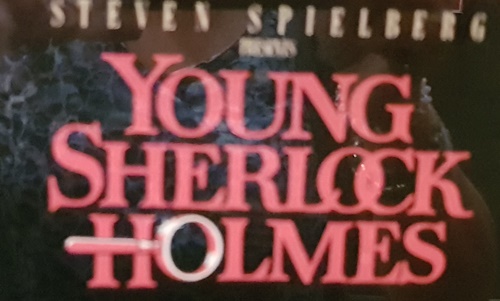 STEVEN SPIELBERG
PRESENTS
YOUNG
SHERLOCK
HOLMES